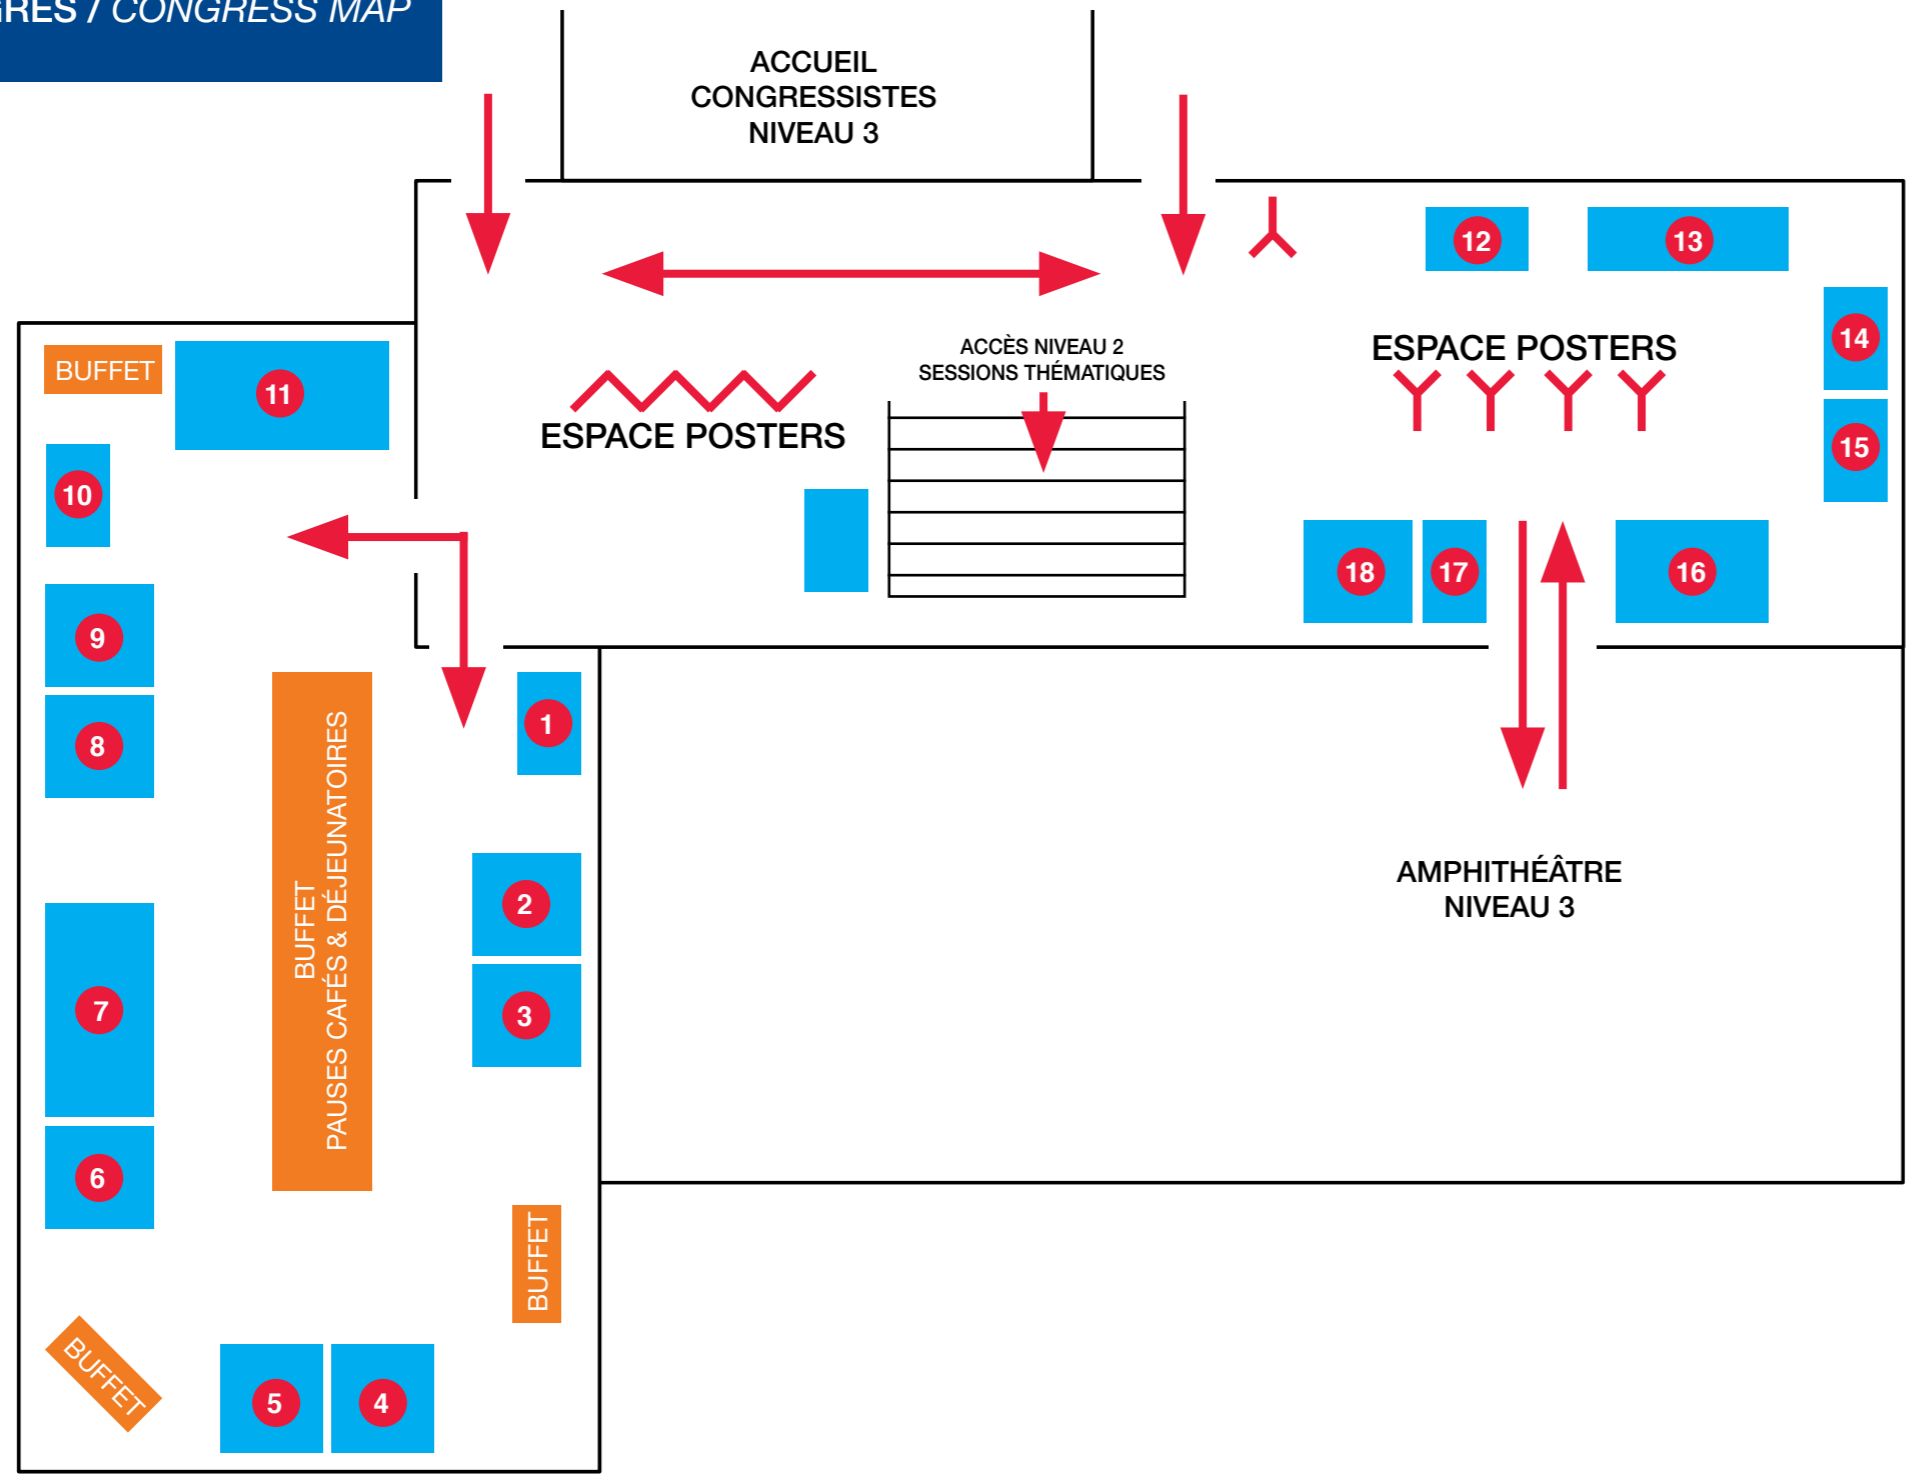 / CONGRESS MAP
ACCUEIL
CONGRESSISTES
NIVEAU 3
12
13
14
15
ACCÈS NIVEAU 2
SESSIONS THÉMATIQUES
ESPACE POSTERS
ESPACE POSTERS
BUFFET
11
10
18
17
16
9
8
1
BUFFET
PAUSES CAFÉS & DÉJEUNATOIRES
2
3
7
6
AMPHITHÉÂTRE
NIVEAU 3
BUFFET
BUFFET
5
4